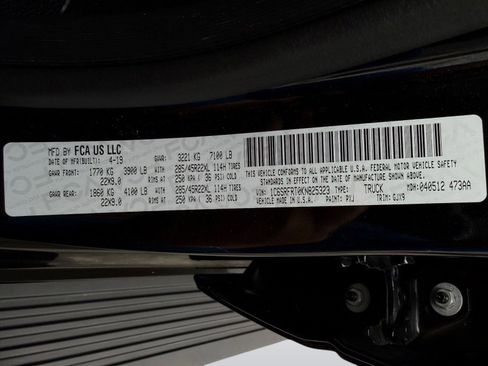 MFD BY FCA US LLC
DATE OF MFR(BUILT): 4-19 GVWR: 3221 KG 7100 LB
GAWR FRONT: 1770 KG 3900 LB WITH 285/45R22XL 114H TIRES
22X9.0 RIMS AT 250 KPA ( 36 PSI) COLD
GAWR REAR: 1860 KG 4100 LB WITH 285/45R22XL 114H TIRES
22X9.0 RIMS AT 250 KPA ( 36 PSI) COLD
THIS VEHICLE CONFORMS TO ALL APPLICABLE U.S.A. FEDERAL MOTOR VEHICLE SAFETY
STANDARDS IN EFFECT ON THE DATE OF MANUFACTURE SHOWN ABOVE.
VIN: 1C6SRFRT0KN825323 TYPE: TRUCK MDH:040512 473AA
VEHICLE MADE IN U.S.A. PAINT: PXJ TRIM: GJX9